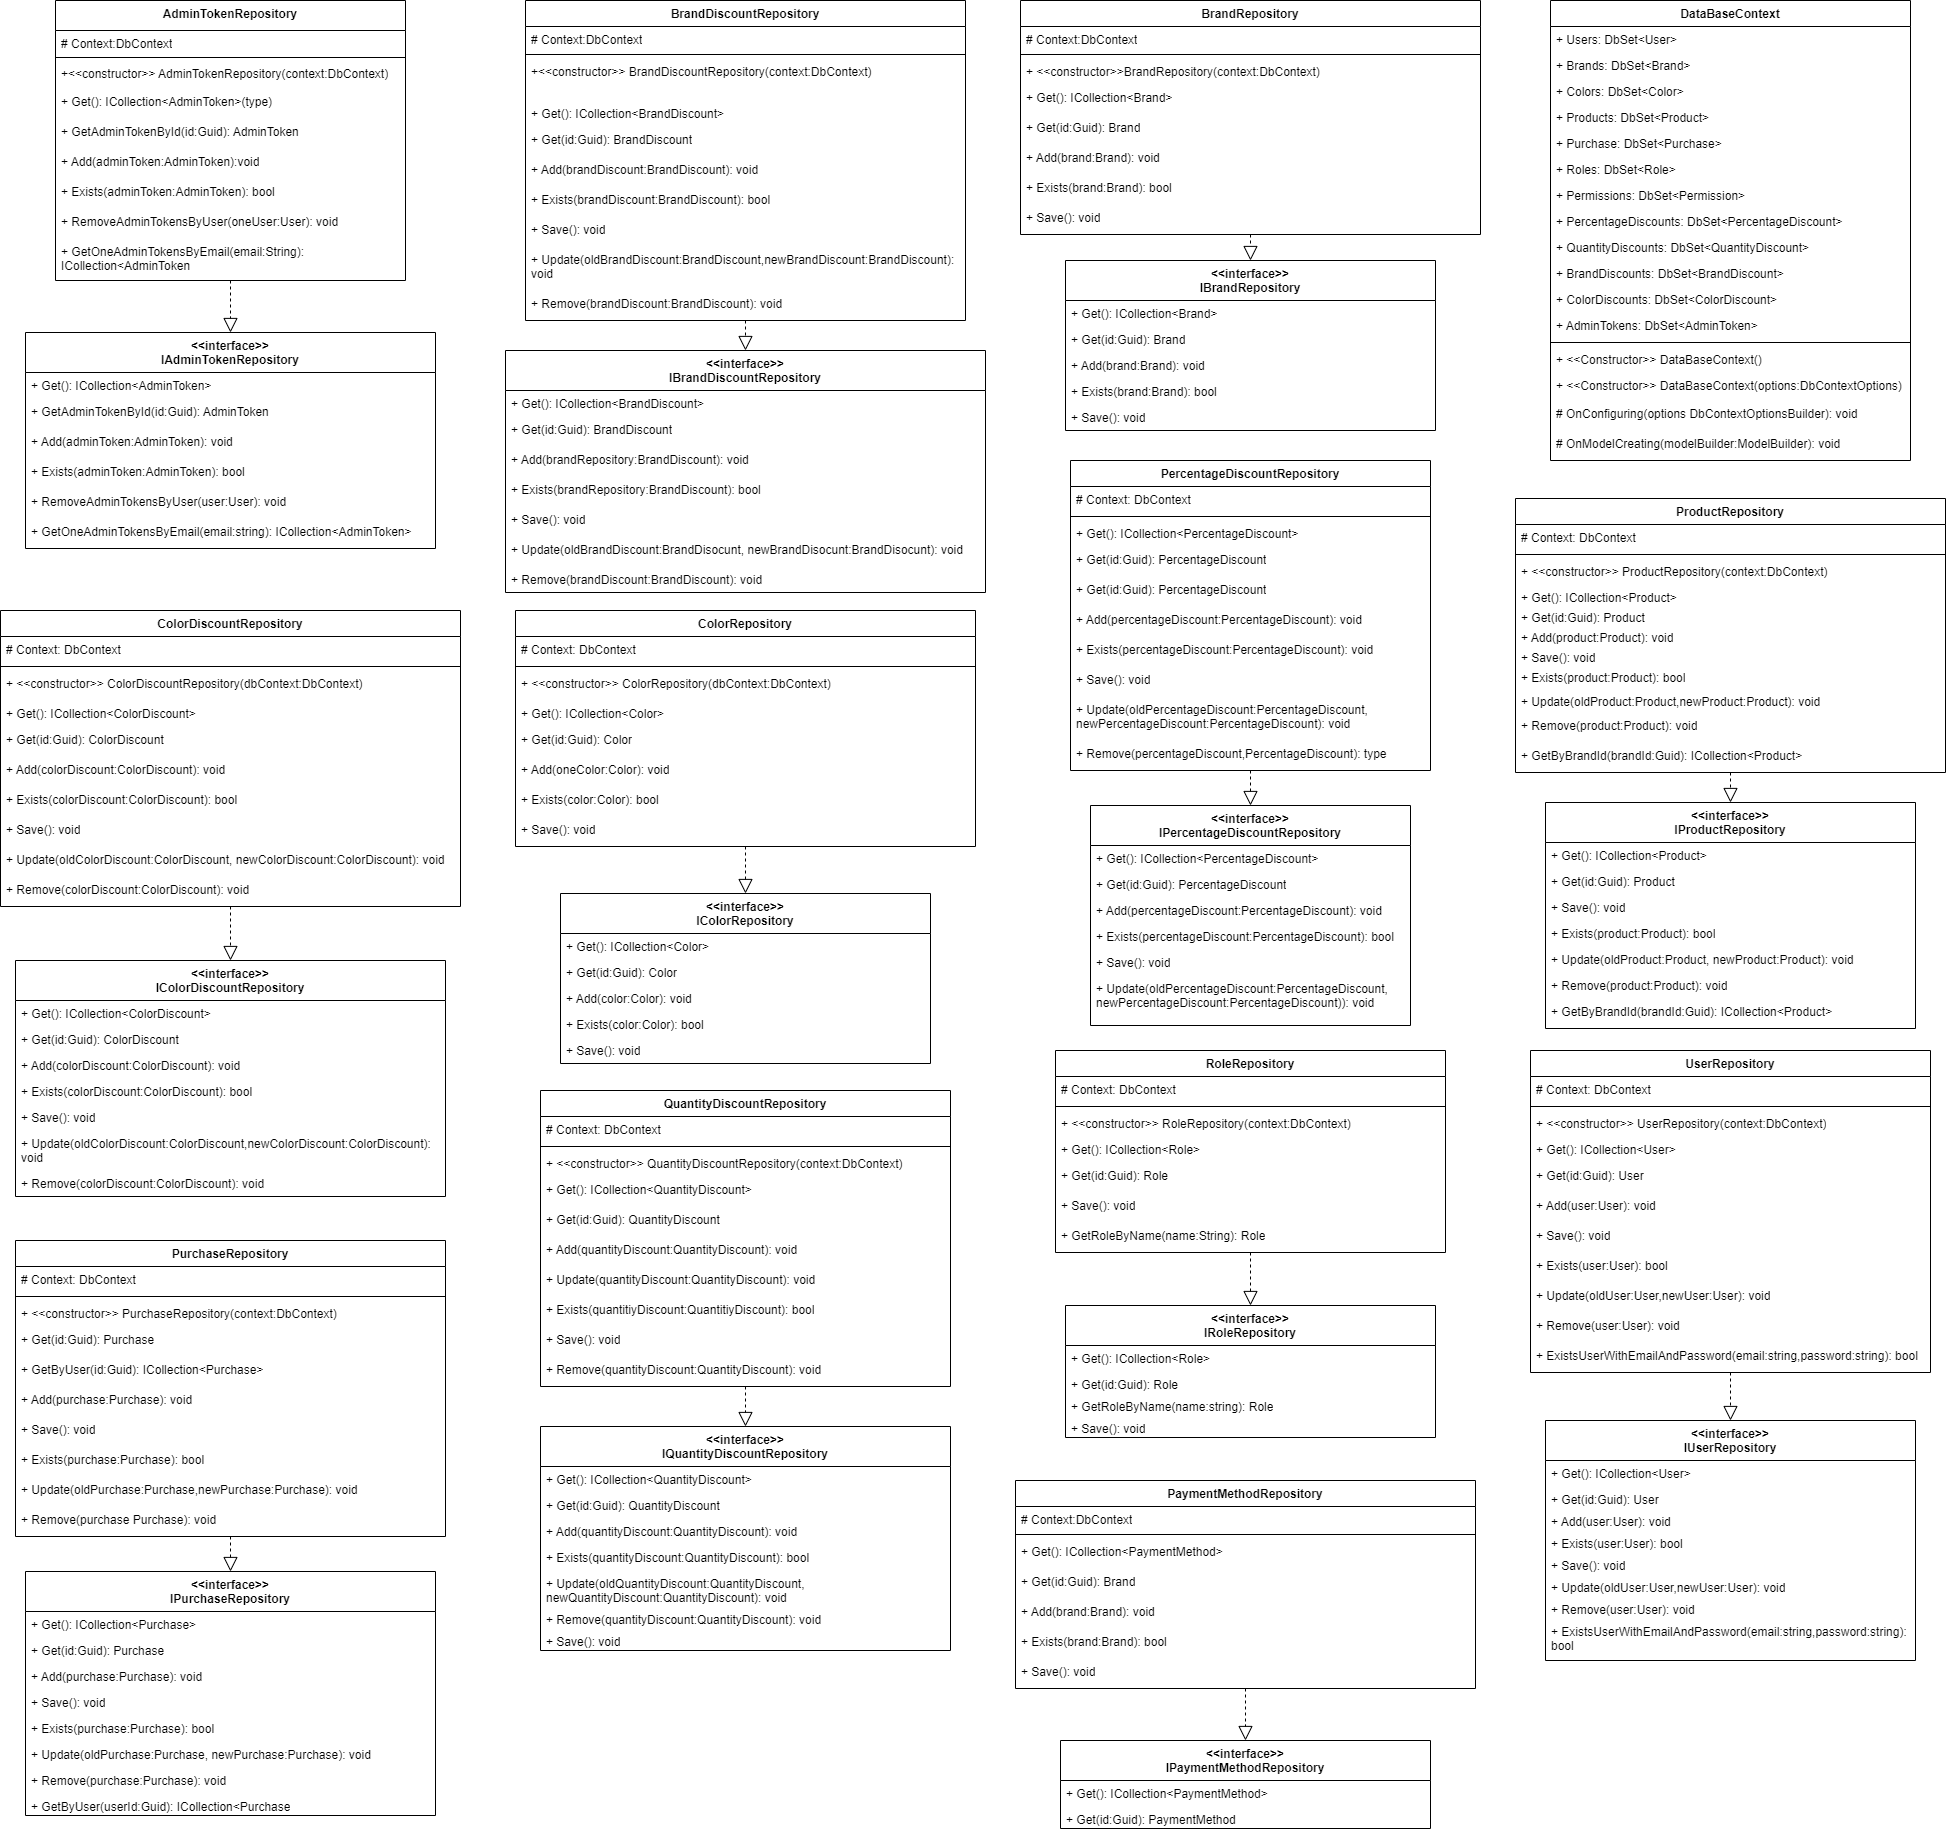 AdminTokenRepository
# Context:DbContext
+<<constructor>> AdminTokenRepository(context:DbContext)
+ Get(): ICollection<AdminToken>(type)
+ GetAdminTokenById(id:Guid): AdminToken
+ Add(adminToken:AdminToken):void
+ Exists(adminToken:AdminToken): bool
+ RemoveAdminTokensByUser(oneUser:User): void
+ GetOneAdminTokensByEmail(email:String):
ICollection<AdminToken
<<interface>>
IAdminTokenRepository
+ Get(): ICollection<AdminToken>
+ GetAdminTokenById(id:Guid): AdminToken
+ Add(adminToken:AdminToken): void
+ Exists(adminToken:AdminToken): bool
+ RemoveAdminTokensByUser(user:User): void
+ GetOneAdminTokensByEmail(email:string): ICollection<AdminToken>
BrandDiscountRepository
# Context:DbContext
+<<constructor>> BrandDiscountRepository(context:DbContext)
+ Get(): ICollection<BrandDiscount>
+ Get(id:Guid): BrandDiscount
+ Add(brandDiscount:BrandDiscount): void
+ Exists(brandDiscount:BrandDiscount): bool
+ Save(): void
+ Update(oldBrandDiscount:BrandDiscount,newBrandDiscount:BrandDiscount):
void
+ Remove(brandDiscount:BrandDiscount): void
<<interface>>
IBrandDiscountRepository
+ Get(): ICollection<BrandDiscount>
+ Get(id:Guid): BrandDiscount
+ Add(brandRepository:BrandDiscount): void
+ Exists(brandRepository:BrandDiscount): bool
+ Save(): void
+ Update(oldBrandDiscount:BrandDisocunt, newBrandDisocunt:BrandDisocunt): void
+ Remove(brandDiscount:BrandDiscount): void
BrandRepository
# Context:DbContext
+ <<constructor>>BrandRepository(context:DbContext)
+ Get(): ICollection<Brand>
+ Get(id:Guid): Brand
+ Add(brand:Brand): void
+ Exists(brand:Brand): bool
+ Save(): void
<<interface>>
IBrandRepository
+ Get(): ICollection<Brand>
+ Get(id:Guid): Brand
+ Add(brand:Brand): void
+ Exists(brand:Brand): bool
+ Save(): void
DataBaseContext
+ Users: DbSet<User>
+ Brands: DbSet<Brand>
+ Colors: DbSet<Color>
+ Products: DbSet<Product>
+ Purchase: DbSet<Purchase>
+ Roles: DbSet<Role>
+ Permissions: DbSet<Permission>
+ PercentageDiscounts: DbSet<PercentageDiscount>
+ QuantityDiscounts: DbSet<QuantityDiscount>
+ BrandDiscounts: DbSet<BrandDiscount>
+ ColorDiscounts: DbSet<ColorDiscount>
+ AdminTokens: DbSet<AdminToken>
+ <<Constructor>> DataBaseContext()
+ <<Constructor>> DataBaseContext(options:DbContextOptions)
# OnConfiguring(options DbContextOptionsBuilder): void
# OnModelCreating(modelBuilder:ModelBuilder): void
PercentageDiscountRepository
# Context: DbContext
+ Get(): ICollection<PercentageDiscount>
+ Get(id:Guid): PercentageDiscount
+ Get(id:Guid): PercentageDiscount
+ Add(percentageDiscount:PercentageDiscount): void
+ Exists(percentageDiscount:PercentageDiscount): void
+ Save(): void
+ Update(oldPercentageDiscount:PercentageDiscount,
newPercentageDiscount:PercentageDiscount): void
+ Remove(percentageDiscount,PercentageDiscount): type
<<interface>>
IPercentageDiscountRepository
+ Get(): ICollection<PercentageDiscount>
+ Get(id:Guid): PercentageDiscount
+ Add(percentageDiscount:PercentageDiscount): void
+ Exists(percentageDiscount:PercentageDiscount): bool
+ Save(): void
+ Update(oldPercentageDiscount:PercentageDiscount,
newPercentageDiscount:PercentageDiscount)): void
ProductRepository
# Context: DbContext
+ <<constructor>> ProductRepository(context:DbContext)
+ Get(): ICollection<Product>
+ Get(id:Guid): Product
+ Add(product:Product): void
+ Save(): void
+ Exists(product:Product): bool
+ Update(oldProduct:Product,newProduct:Product): void
+ Remove(product:Product): void
+ GetByBrandId(brandId:Guid): ICollection<Product>
<<interface>>
IProductRepository
+ Get(): ICollection<Product>
+ Get(id:Guid): Product
+ Save(): void
+ Exists(product:Product): bool
+ Update(oldProduct:Product, newProduct:Product): void
+ Remove(product:Product): void
+ GetByBrandId(brandId:Guid): ICollection<Product>
ColorDiscountRepository
# Context: DbContext
+ <<constructor>> ColorDiscountRepository(dbContext:DbContext)
+ Get(): ICollection<ColorDiscount>
+ Get(id:Guid): ColorDiscount
+ Add(colorDiscount:ColorDiscount): void
+ Exists(colorDiscount:ColorDiscount): bool
+ Save(): void
+ Update(oldColorDiscount:ColorDiscount, newColorDiscount:ColorDiscount): void
+ Remove(colorDiscount:ColorDiscount): void
<<interface>>
IColorDiscountRepository
+ Get(): ICollection<ColorDiscount>
+ Get(id:Guid): ColorDiscount
+ Add(colorDiscount:ColorDiscount): void
+ Exists(colorDiscount:ColorDiscount): bool
+ Save(): void
+ Update(oldColorDiscount:ColorDiscount,newColorDiscount:ColorDiscount):
void
+ Remove(colorDiscount:ColorDiscount): void
ColorRepository
# Context: DbContext
+ <<constructor>> ColorRepository(dbContext:DbContext)
+ Get(): ICollection<Color>
+ Get(id:Guid): Color
+ Add(oneColor:Color): void
+ Exists(color:Color): bool
+ Save(): void
<<interface>>
IColorRepository
+ Get(): ICollection<Color>
+ Get(id:Guid): Color
+ Add(color:Color): void
+ Exists(color:Color): bool
+ Save(): void
QuantityDiscountRepository
# Context: DbContext
+ <<constructor>> QuantityDiscountRepository(context:DbContext)
+ Get(): ICollection<QuantityDiscount>
+ Get(id:Guid): QuantityDiscount
+ Add(quantityDiscount:QuantityDiscount): void
+ Update(quantityDiscount:QuantityDiscount): void
+ Exists(quantitiyDiscount:QuantitiyDiscount): bool
+ Save(): void
+ Remove(quantityDiscount:QuantityDiscount): void
<<interface>>
IQuantityDiscountRepository
+ Get(): ICollection<QuantityDiscount>
+ Get(id:Guid): QuantityDiscount
+ Add(quantityDiscount:QuantityDiscount): void
+ Exists(quantityDiscount:QuantityDiscount): bool
+ Update(oldQuantityDiscount:QuantityDiscount,
newQuantityDiscount:QuantityDiscount): void
+ Remove(quantityDiscount:QuantityDiscount): void
+ Save(): void
RoleRepository
# Context: DbContext
+ <<constructor>> RoleRepository(context:DbContext)
+ Get(): ICollection<Role>
+ Get(id:Guid): Role
+ Save(): void
+ GetRoleByName(name:String): Role
<<interface>>
IRoleRepository
+ Get(): ICollection<Role>
+ Get(id:Guid): Role
+ GetRoleByName(name:string): Role
+ Save(): void
UserRepository
# Context: DbContext
+ <<constructor>> UserRepository(context:DbContext)
+ Get(): ICollection<User>
+ Get(id:Guid): User
+ Add(user:User): void
+ Save(): void
+ Exists(user:User): bool
+ Update(oldUser:User,newUser:User): void
+ Remove(user:User): void
+ ExistsUserWithEmailAndPassword(email:string,password:string): bool
<<interface>>
IUserRepository
+ Get(): ICollection<User>
+ Get(id:Guid): User
+ Add(user:User): void
+ Exists(user:User): bool
+ Save(): void
+ Update(oldUser:User,newUser:User): void
+ Remove(user:User): void
+ ExistsUserWithEmailAndPassword(email:string,password:string):
bool
PurchaseRepository
# Context: DbContext
+ <<constructor>> PurchaseRepository(context:DbContext)
+ Get(id:Guid): Purchase
+ GetByUser(id:Guid): ICollection<Purchase>
+ Add(purchase:Purchase): void
+ Save(): void
+ Exists(purchase:Purchase): bool
+ Update(oldPurchase:Purchase,newPurchase:Purchase): void
+ Remove(purchase Purchase): void
<<interface>>
IPurchaseRepository
+ Get(): ICollection<Purchase>
+ Get(id:Guid): Purchase
+ Add(purchase:Purchase): void
+ Save(): void
+ Exists(purchase:Purchase): bool
+ Update(oldPurchase:Purchase, newPurchase:Purchase): void
+ Remove(purchase:Purchase): void
+ GetByUser(userId:Guid): ICollection<Purchase
PaymentMethodRepository
# Context:DbContext
+ Get(): ICollection<PaymentMethod>
+ Get(id:Guid): Brand
+ Add(brand:Brand): void
+ Exists(brand:Brand): bool
+ Save(): void
<<interface>>
IPaymentMethodRepository
+ Get(): ICollection<PaymentMethod>
+ Get(id:Guid): PaymentMethod